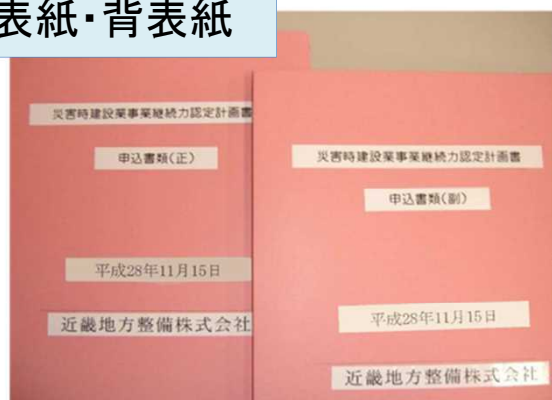 表紙・背表紙
災害時建設業事業継続力認定計画書
申込書類(正)
平成28年11月15日
近畿地方整備株式会社
災害時建設業事業継続力認定計画書
申込書類(副)
平成28年11月15日
近畿地方整備株式会社